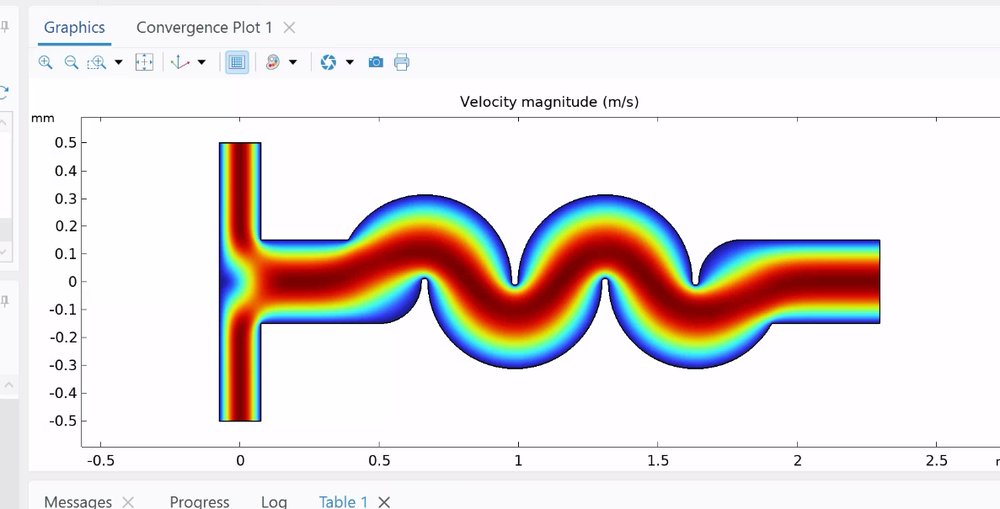 Graphics Convergence Plot 1
Velocity magnitude (m/s)
mm
0.5
0.4
0.3
0.2
0.1
0
-0.1
-0.2
-0.3
-0.4
-0.5
-0.5 0 0.5 1 1.5 2 2.5
Messages Progress Log Table 1